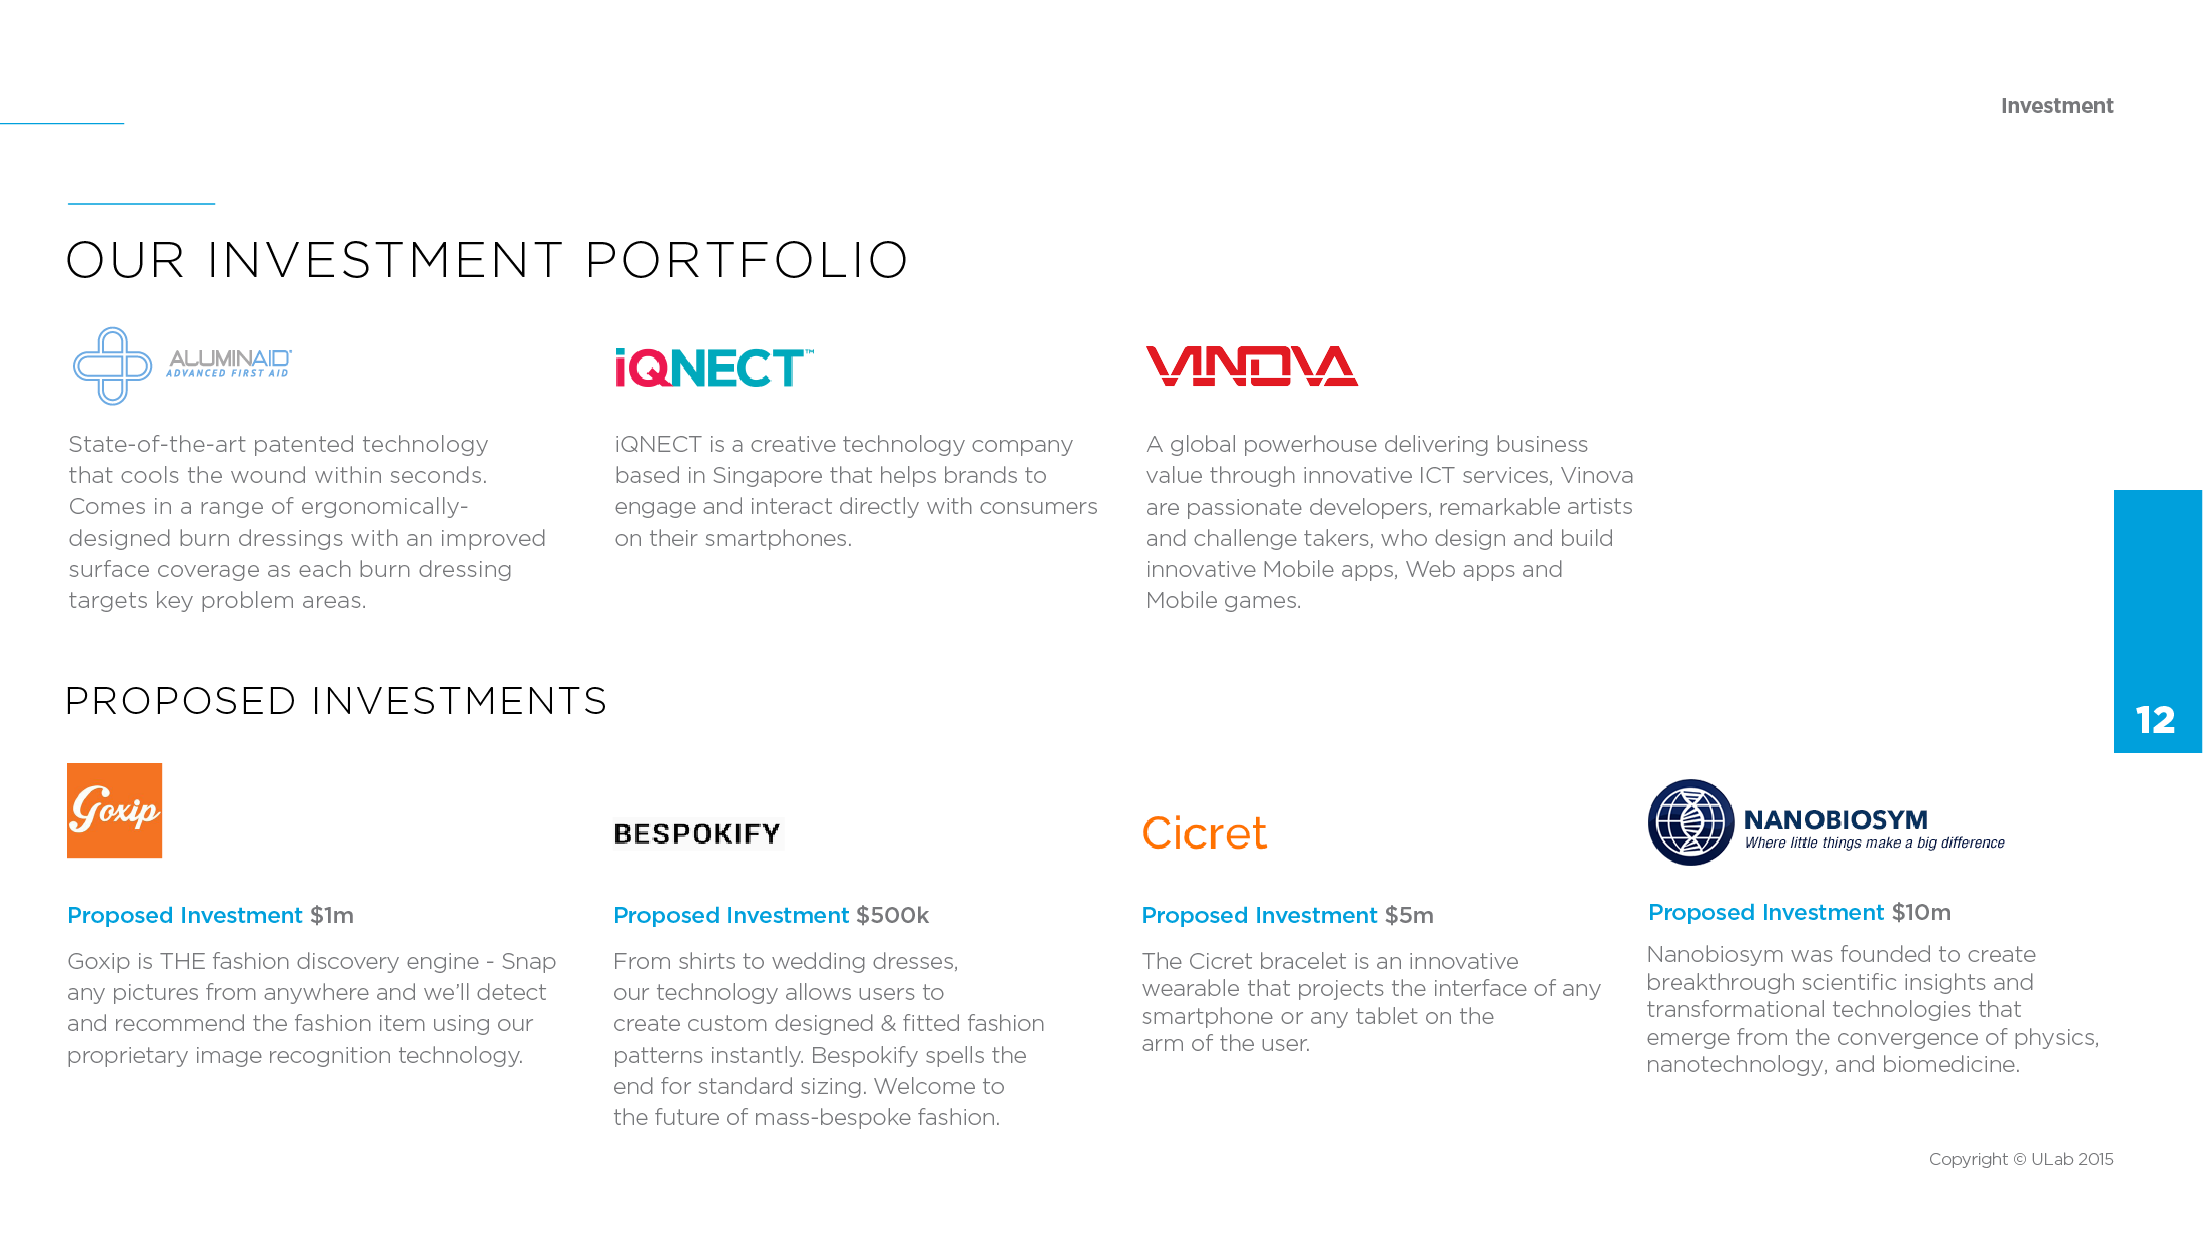 Investment
OUR INVESTMENT PORTFOLIO
ALUMINAID®
ADVANCED FIRST AID
State-of-the-art patented technology
that cools the wound within seconds.
Comes in a range of ergonomically-
designed burn dressings with an improved
surface coverage as each burn dressing
targets key problem areas.
iQNECT™
iQNECT is a creative technology company
based in Singapore that helps brands to
engage and interact directly with consumers
on their smartphones.
VINOVA
A global powerhouse delivering business
value through innovative ICT services, Vinova
are passionate developers, remarkable artists
and challenge takers, who design and build
innovative Mobile apps, Web apps and
Mobile games.
12
PROPOSED INVESTMENTS
Goxip
Proposed Investment $1m
Goxip is THE fashion discovery engine - Snap
any pictures from anywhere and we’ll detect
and recommend the fashion item using our
proprietary image recognition technology.
BESPOKIFY
Proposed Investment $500k
From shirts to wedding dresses,
our technology allows users to
create custom designed & fitted fashion
patterns instantly. Bespokify spells the
end for standard sizing. Welcome to
the future of mass-bespoke fashion.
Cicret
Proposed Investment $5m
The Cicret bracelet is an innovative
wearable that projects the interface of any
smartphone or any tablet on the
arm of the user.
NANOBIOSYM
Where little things make a big difference
Proposed Investment $10m
Nanobiosym was founded to create
breakthrough scientific insights and
transformational technologies that
emerge from the convergence of physics,
nanotechnology, and biomedicine.
Copyright © ULab 2015